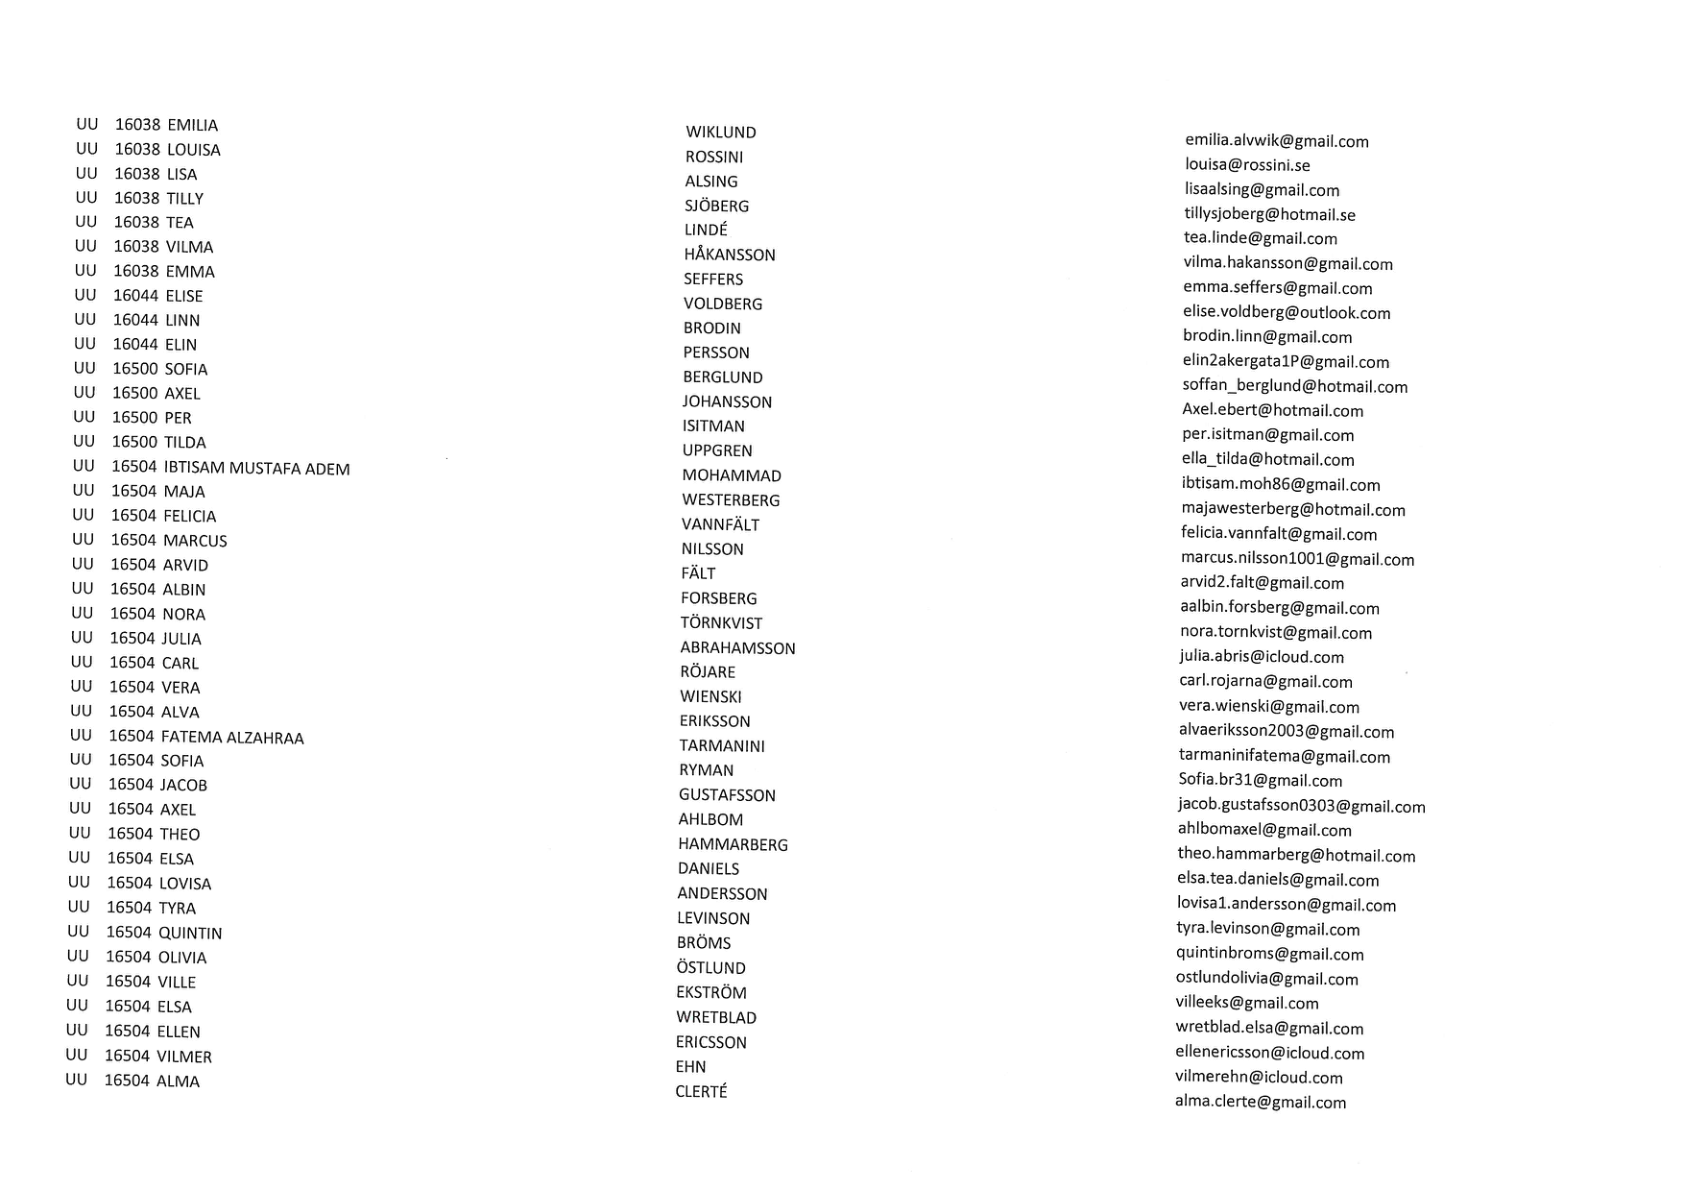 UU 16038 EMILIA WIKLUND emilia.alvwik@gmail.com
UU 16038 LOUISA ROSSINI louisa@rossini.se
UU 16038 LISA ALSING lisaalsing@gmail.com
UU 16038 TILLY SJÖBERG tillysjoberg@hotmail.se
UU 16038 TEA LINDÉ tea.linde@gmail.com
UU 16038 VILMA HÅKANSSON vilma.hakansson@gmail.com
UU 16038 EMMA SEFFERS emma.seffers@gmail.com
UU 16044 ELISE VOLDBERG elise.voldberg@outlook.com
UU 16044 LINN BRODIN brodin.linn@gmail.com
UU 16044 ELIN PERSSON elin2akergata1P@gmail.com
UU 16500 SOFIA BERGLUND soffan_berglund@hotmail.com
UU 16500 AXEL JOHANSSON Axel.ebert@hotmail.com
UU 16500 PER ISITMAN per.isitman@gmail.com
UU 16500 TILDA UPPGREN ella_tilda@hotmail.com
UU 16504 IBTISAM MUSTAFA ADEM MOHAMMAD ibtisam.moh86@gmail.com
UU 16504 MAJA WESTERBERG majawesterberg@hotmail.com
UU 16504 FELICIA VANNFÄLT felicia.vannfalt@gmail.com
UU 16504 MARCUS NILSSON marcus.nilsson1001@gmail.com
UU 16504 ARVID FÄLT arvid2.falt@gmail.com
UU 16504 ALBIN FORSBERG aalbin.forsberg@gmail.com
UU 16504 NORA TÖRNKVIST nora.tornkvist@gmail.com
UU 16504 JULIA ABRAHAMSSON julia.abris@icloud.com
UU 16504 CARL RÖJARE carl.rojarna@gmail.com
UU 16504 VERA WIENSKI vera.wienski@gmail.com
UU 16504 ALVA ERIKSSON alvaeriksson2003@gmail.com
UU 16504 FATEMA ALZAHRAA TARMANINI tarmaninifatema@gmail.com
UU 16504 SOFIA RYMAN Sofia.br31@gmail.com
UU 16504 JACOB GUSTAFSSON jacob.gustafsson0303@gmail.com
UU 16504 AXEL AHLBOM ahlbomaxel@gmail.com
UU 16504 THEO HAMMARBERG theo.hammarberg@hotmail.com
UU 16504 ELSA DANIELS elsa.tea.daniels@gmail.com
UU 16504 LOVISA ANDERSSON lovisa1.andersson@gmail.com
UU 16504 TYRA LEVINSON tyra.levinson@gmail.com
UU 16504 QUINTIN BRÖMS quintinbroms@gmail.com
UU 16504 OLIVIA ÖSTLUND ostlundolivia@gmail.com
UU 16504 VILLE EKSTRÖM villeeks@gmail.com
UU 16504 ELSA WRETBLAD wretblad.elsa@gmail.com
UU 16504 ELLEN ERICSSON ellenericsson@icloud.com
UU 16504 VILMER EHN vilmerehn@icloud.com
UU 16504 ALMA CLERTÉ alma.clerte@gmail.com